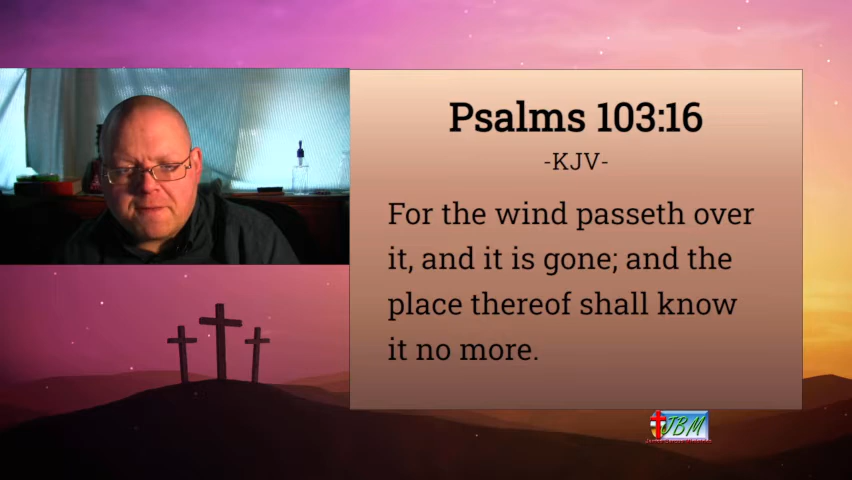 Psalms 103:16
-KJV-
For the wind passeth over
it, and it is gone; and the
place thereof shall know
it no more.
JBM